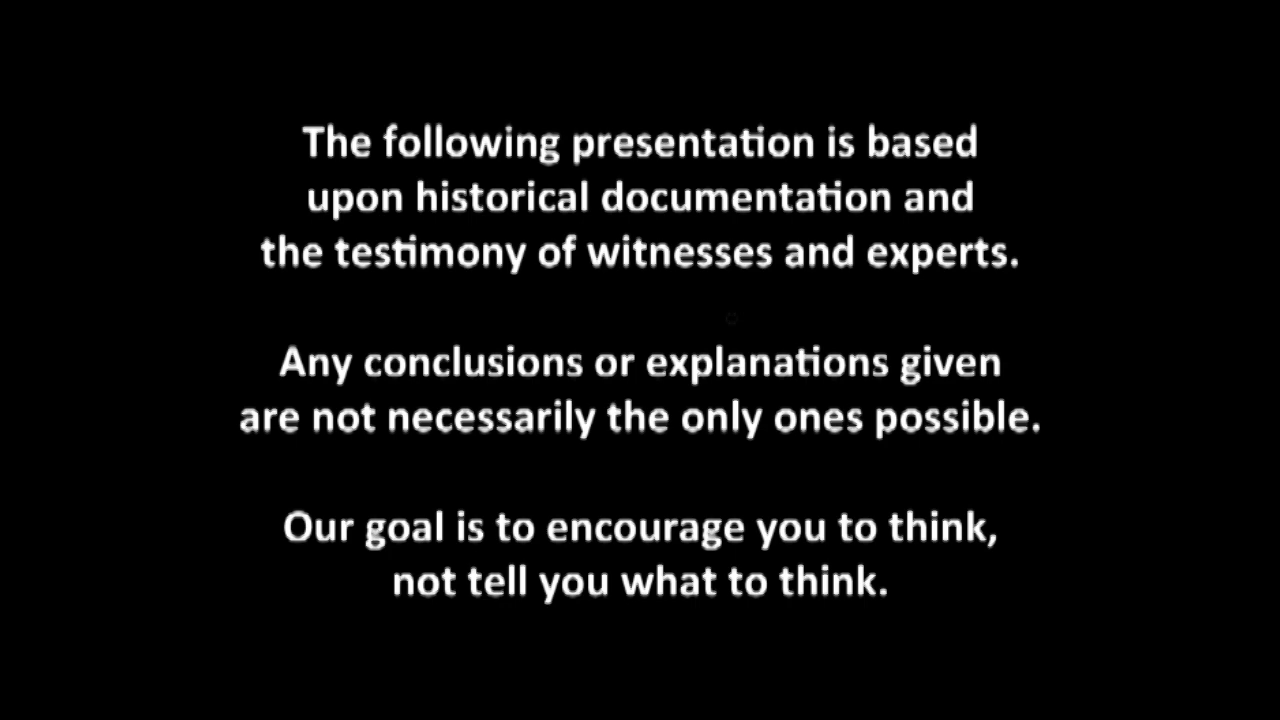 The following presentation is based
upon historical documentation and
the testimony of witnesses and experts.
Any conclusions or explanations given
are not necessarily the only ones possible.
Our goal is to encourage you to think,
not tell you what to think.